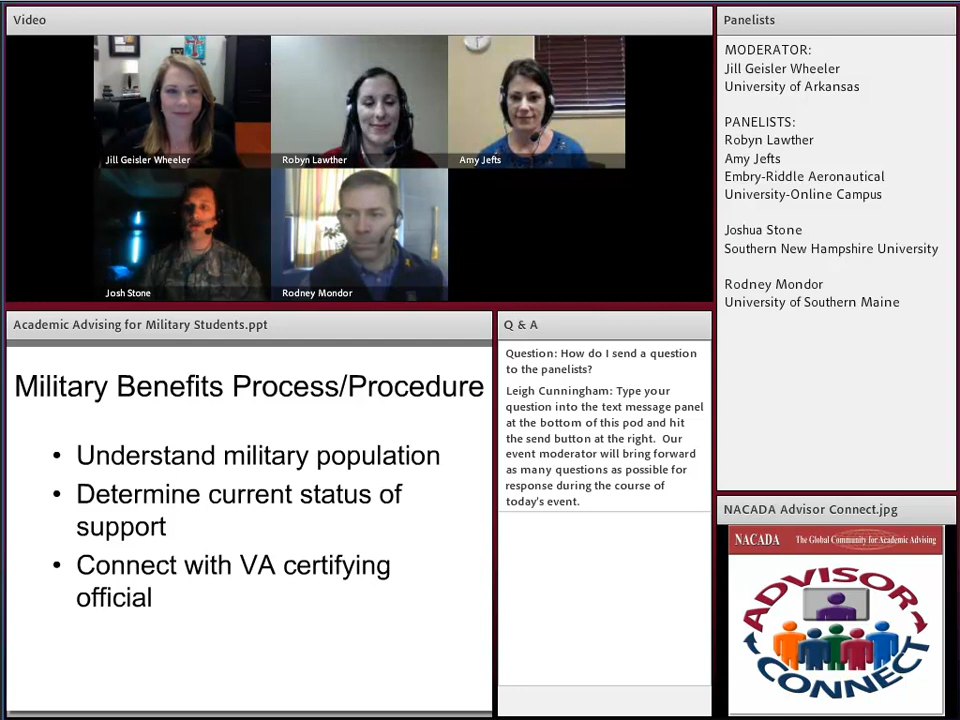 Video
Jill Geisler Wheeler
Robyn Lawther
Amy Jefts
Josh Stone
Rodney Mondor
Panelists
MODERATOR:
Jill Geisler Wheeler
University of Arkansas
PANELISTS:
Robyn Lawther
Amy Jefts
Embry-Riddle Aeronautical
University-Online Campus
Joshua Stone
Southern New Hampshire University
Rodney Mondor
University of Southern Maine
Academic Advising for Military Students.ppt
Military Benefits Process/Procedure
• Understand military population
• Determine current status of
support
• Connect with VA certifying
official
Q & A
Question: How do I send a question
to the panelists?
Leigh Cunningham: Type your
question into the text message panel
at the bottom of this pod and hit
the send button at the right.  Our
event moderator will bring forward
as many questions as possible for
response during the course of
today's event.
NACADA Advisor Connect.jpg
NACADA The Global Community for Academic Advising
ADVISOR
CONNECT